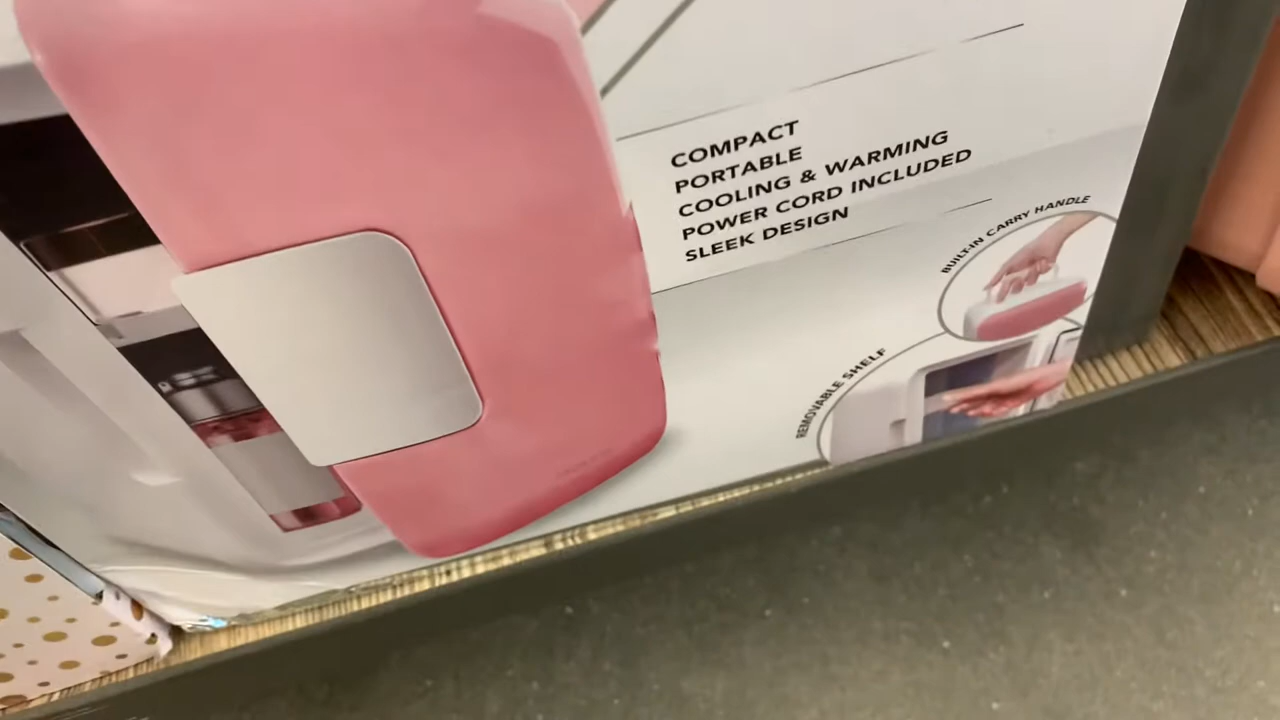 COMPACT
PORTABLE
COOLING & WARMING
POWER CORD INCLUDED
SLEEK DESIGN
BUILT-IN CARRY HANDLE
REMOVABLE SHELF